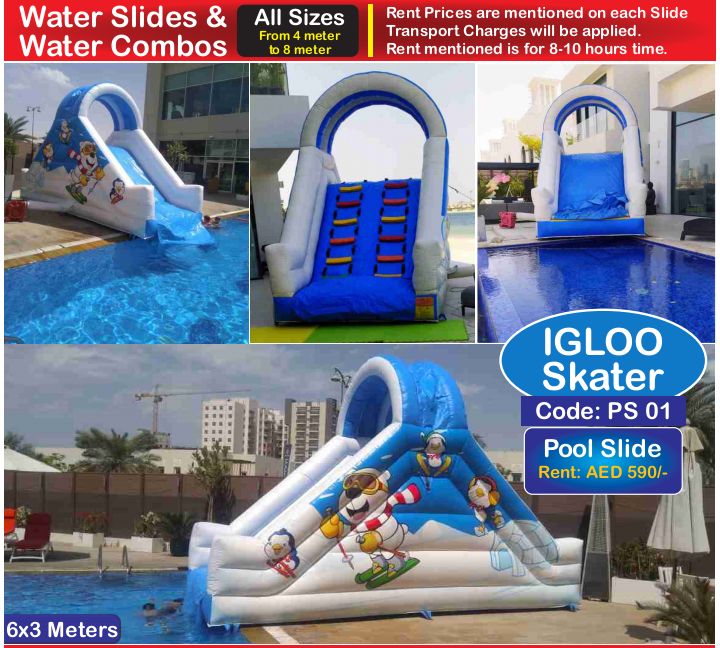 Water Slides &
Water Combos
All Sizes
From 4 meter
to 8 meter
Rent Prices are mentioned on each Slide
Transport Charges will be applied.
Rent mentioned is for 8-10 hours time.
IGLOO
Skater
Code: PS 01
Pool Slide
Rent: AED 590/-
6x3 Meters